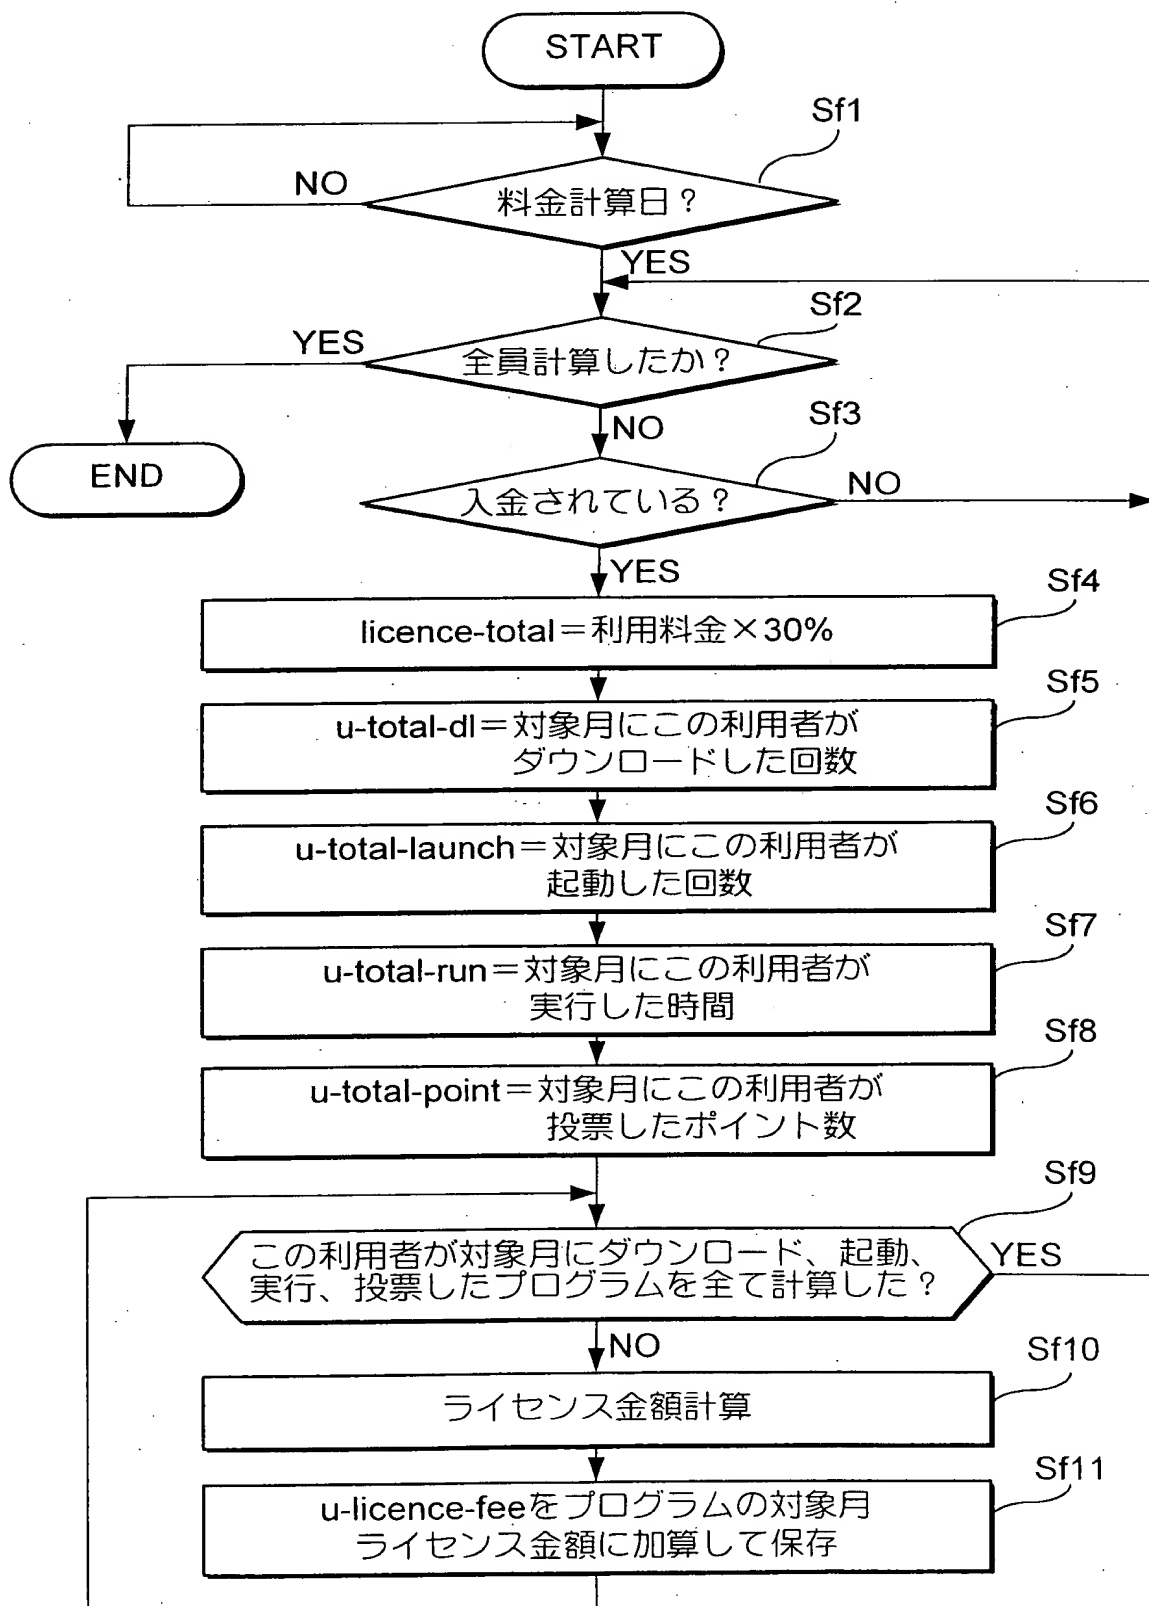 START
Sf1
NO
料金計算日？
YES
Sf2
YES
全員計算したか？
NO
Sf3
END
入金されている？
NO
YES
Sf4
licence-total＝利用料金×30%
Sf5
u-total-dl＝対象月にこの利用者が
ダウンロードした回数
Sf6
u-total-launch＝対象月にこの利用者が
起動した回数
Sf7
u-total-run＝対象月にこの利用者が
実行した時間
Sf8
u-total-point＝対象月にこの利用者が
投票したポイント数
Sf9
この利用者が対象月にダウンロード、起動、
実行、投票したプログラムを全て計算した？
YES
NO
Sf10
ライセンス金額計算
Sf11
u-licence-feeをプログラムの対象月
ライセンス金額に加算して保存